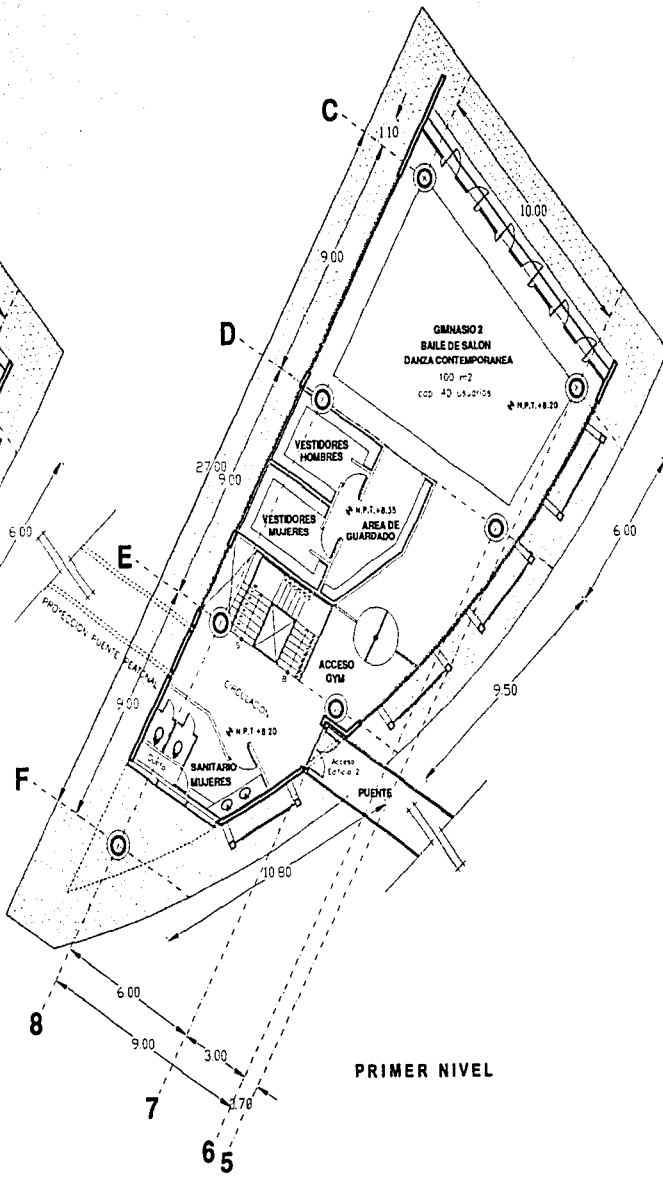 C
1.10
10.00
9.00
D
GIMNASIO 2
BAILE DE SALON
DANZA CONTEMPORANEA
100 m2
cap. 40 usuarios
N.P.T.+8.20
VESTIDORES
HOMBRES
27.00
9.00
N.P.T.+8.35
VESTIDORES
MUJERES
AREA DE
GUARDADO
6.00
6.00
E
PROYECCION PUENTE PEATONAL
S
B
ACCESO
GYM
9.50
CIRCULACION
9.00
N.P.T.+8.20
F
Ducto
SANITARIO
MUJERES
Acceso
Edificio 2
PUENTE
10.80
6.00
9.00
3.00
0.70
8
7
6
5
PRIMER NIVEL